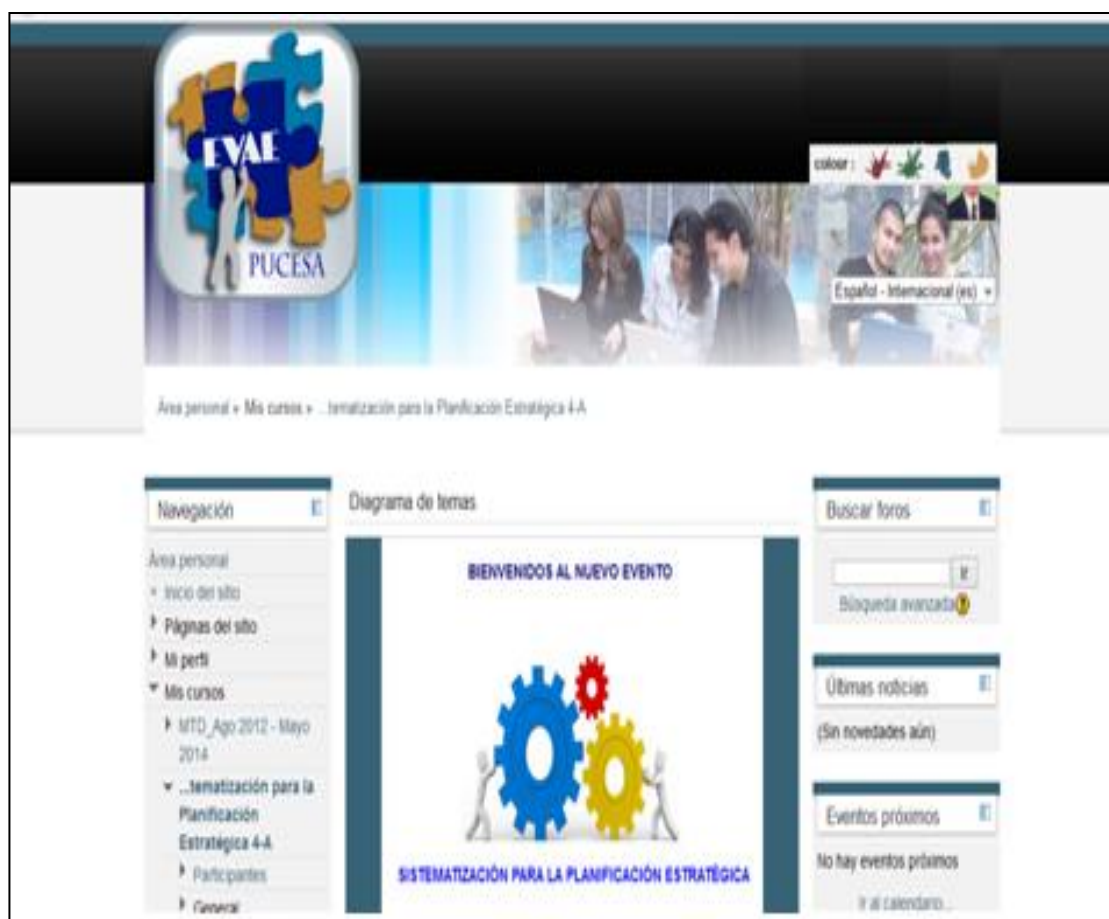 EVAE
PUCESA
colour :
Español - Internacional (es)
Área personal » Mis cursos » ...tematización para la Planificación Estratégica 4-A
Navegación
Área personal
Inicio del sitio
Páginas del sitio
Mi perfil
Mis cursos
MTD_Ago 2012 - Mayo
2014
...tematización para la
Planificación
Estratégica 4-A
Participantes
General
Diagrama de temas
BIENVENIDOS AL NUEVO EVENTO
SISTEMATIZACIÓN PARA LA PLANIFICACIÓN ESTRATÉGICA
Buscar foros
Ir
Búsqueda avanzada
Últimas noticias
(Sin novedades aún)
Eventos próximos
No hay eventos próximos
Ir al calendario...